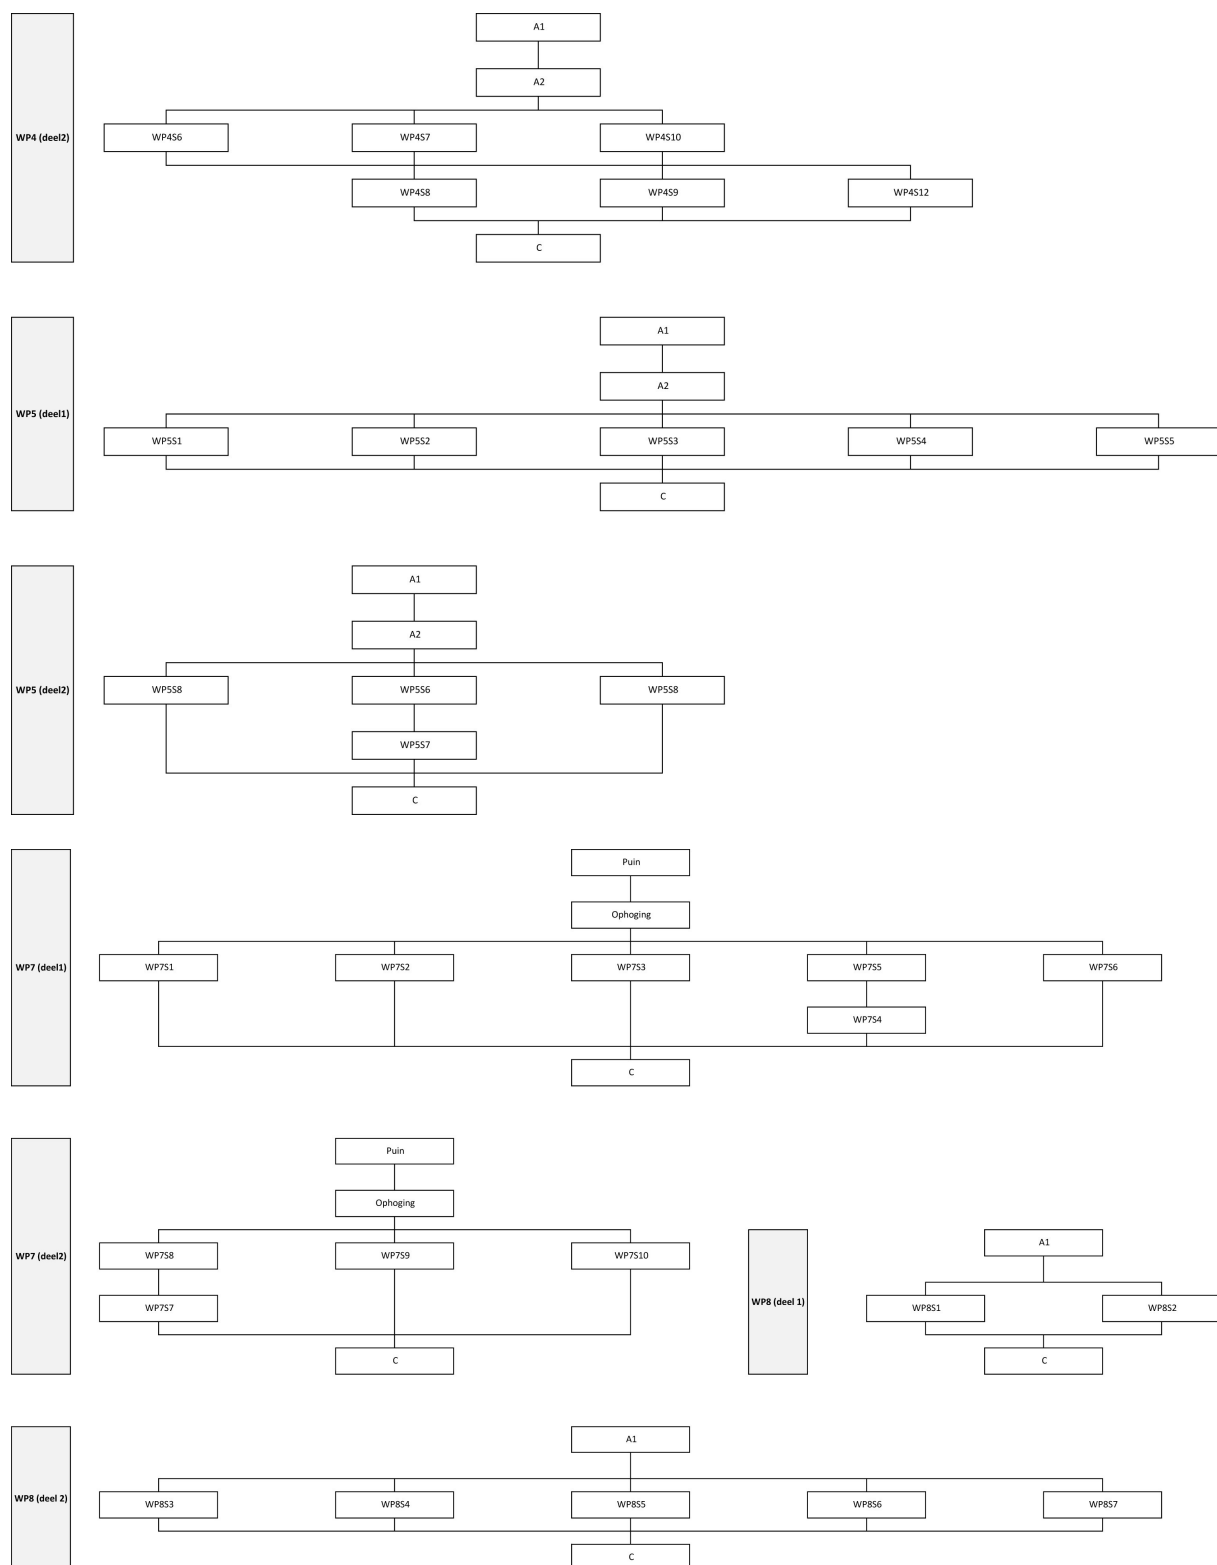 WP4 (deel2)
A1
A2
WP4S6
WP4S7
WP4S10
WP4S8
WP4S9
WP4S12
C
WP5 (deel1)
A1
A2
WP5S1
WP5S2
WP5S3
WP5S4
WP5S5
C
WP5 (deel2)
A1
A2
WP5S8
WP5S6
WP5S8
WP5S7
C
WP7 (deel1)
Puin
Ophoging
WP7S1
WP7S2
WP7S3
WP7S5
WP7S6
WP7S4
C
WP7 (deel2)
Puin
Ophoging
WP7S8
WP7S9
WP7S10
WP7S7
C
WP8 (deel 1)
A1
WP8S1
WP8S2
C
WP8 (deel 2)
A1
WP8S3
WP8S4
WP8S5
WP8S6
WP8S7
C